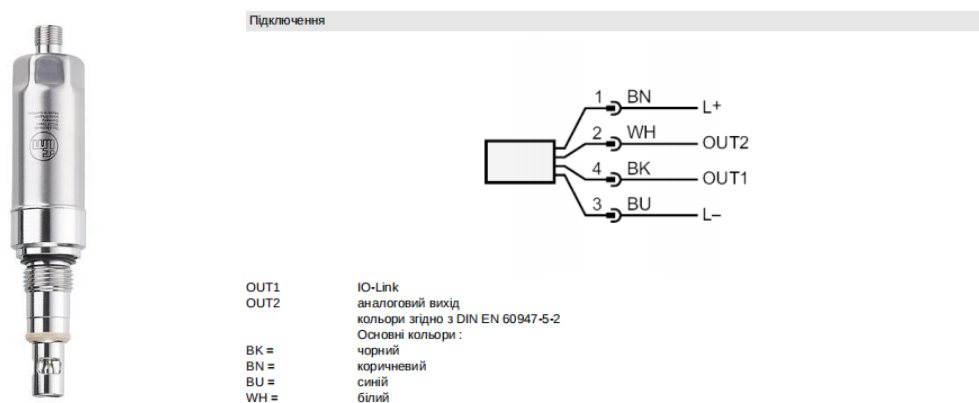 Підключення
1 BN L+
2 WH OUT2
4 BK OUT1
3 BU L–
OUT1 IO-Link
OUT2 аналоговий вихід
кольори згідно з DIN EN 60947-5-2
Основні кольори :
BK = чорний
BN = коричневий
BU = синій
WH = білий